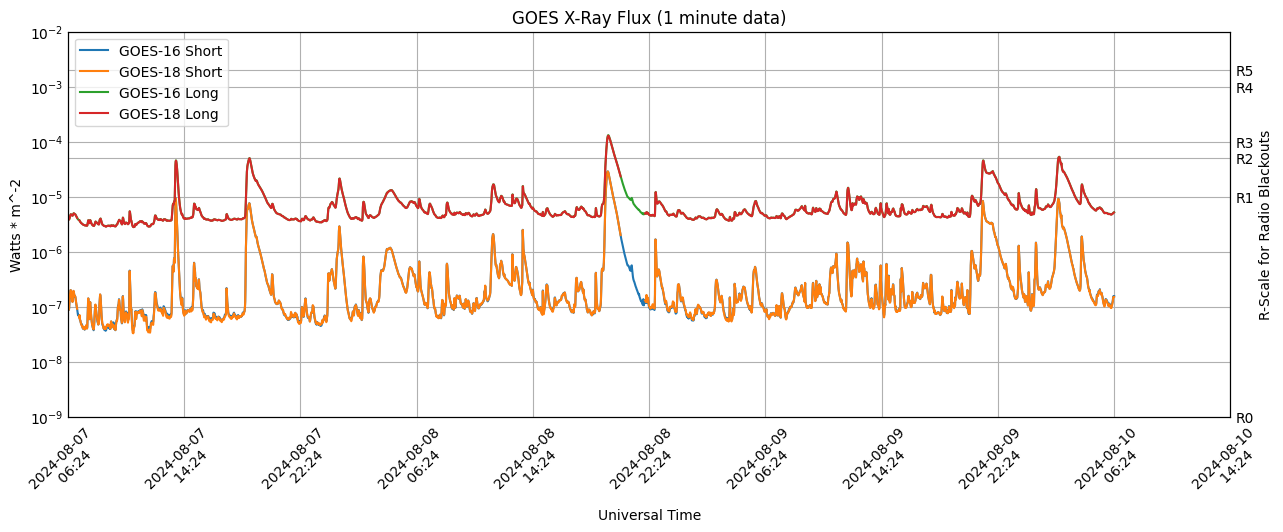 GOES X-Ray Flux (1 minute data)
GOES-16 Short
GOES-18 Short
GOES-16 Long
GOES-18 Long
Watts * m^-2
10⁻²
10⁻³
10⁻⁴
10⁻⁵
10⁻⁶
10⁻⁷
10⁻⁸
10⁻⁹
R5
R4
R3
R2
R1
R0
R-Scale for Radio Blackouts
2024-08-07
06:24
2024-08-07
14:24
2024-08-07
22:24
2024-08-08
06:24
2024-08-08
14:24
2024-08-08
22:24
2024-08-09
06:24
2024-08-09
14:24
2024-08-09
22:24
2024-08-10
06:24
2024-08-10
14:24
Universal Time